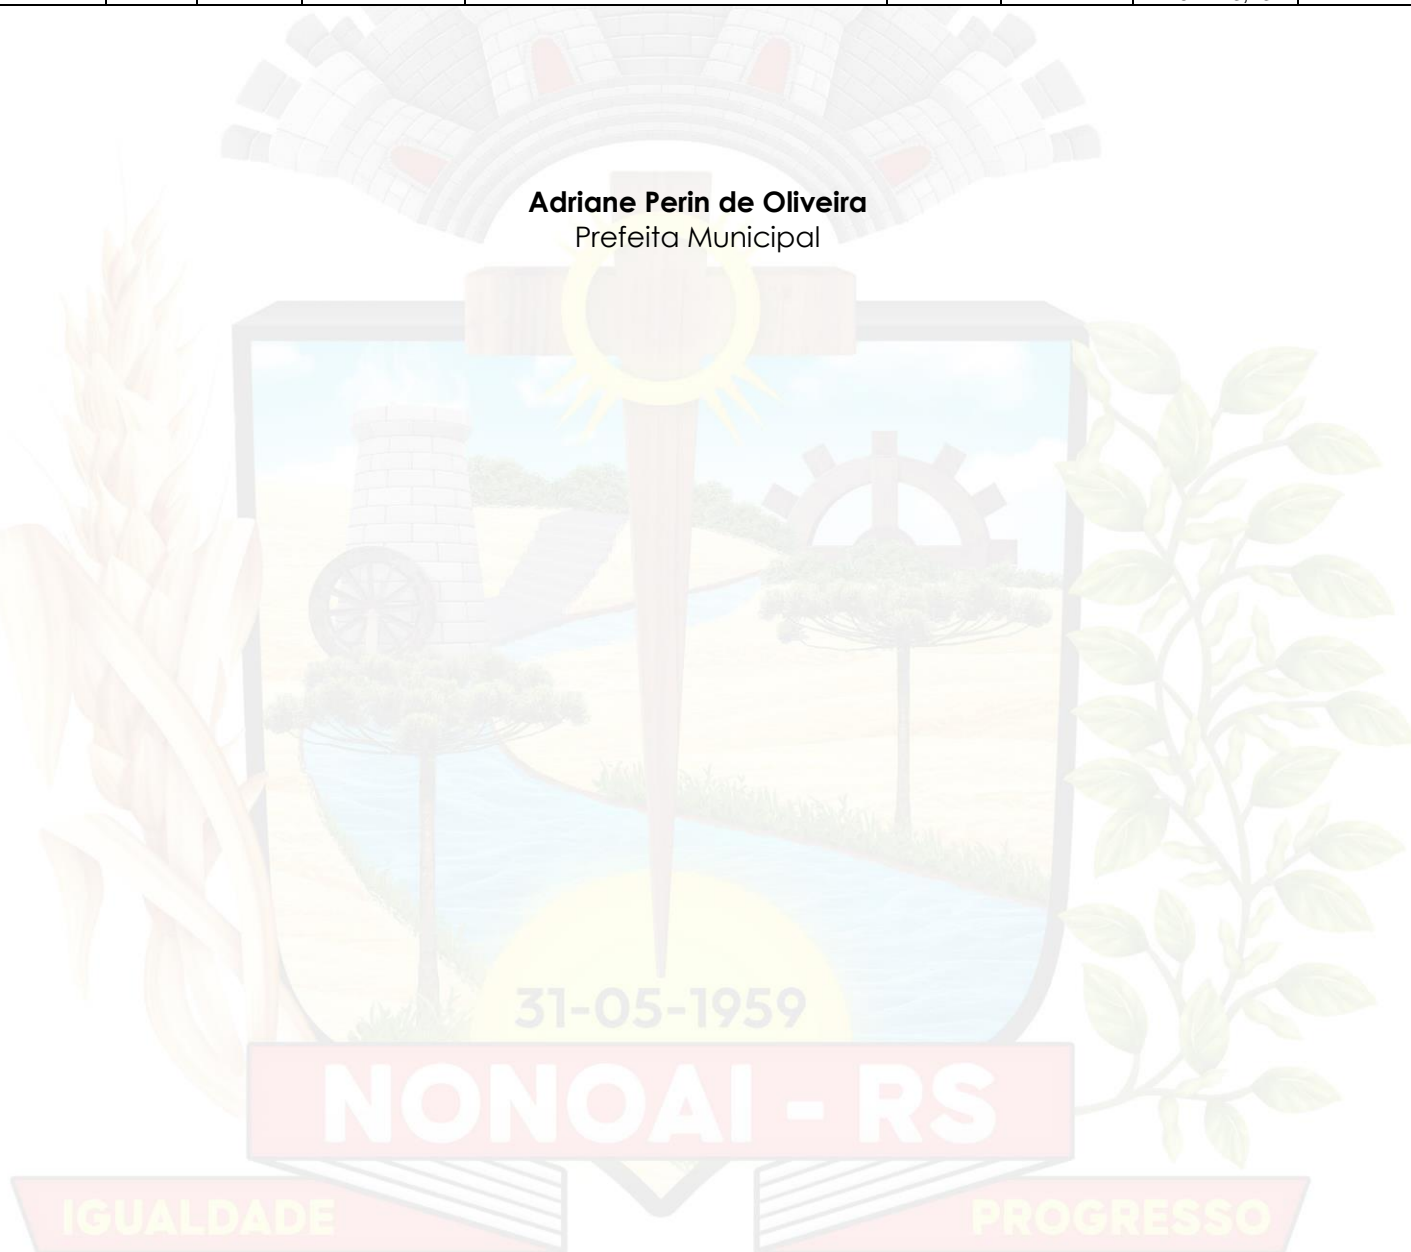 Adriane Perin de Oliveira
Prefeita Municipal
31-05-1959
NONOAI - RS
IGUALDADE
PROGRESSO